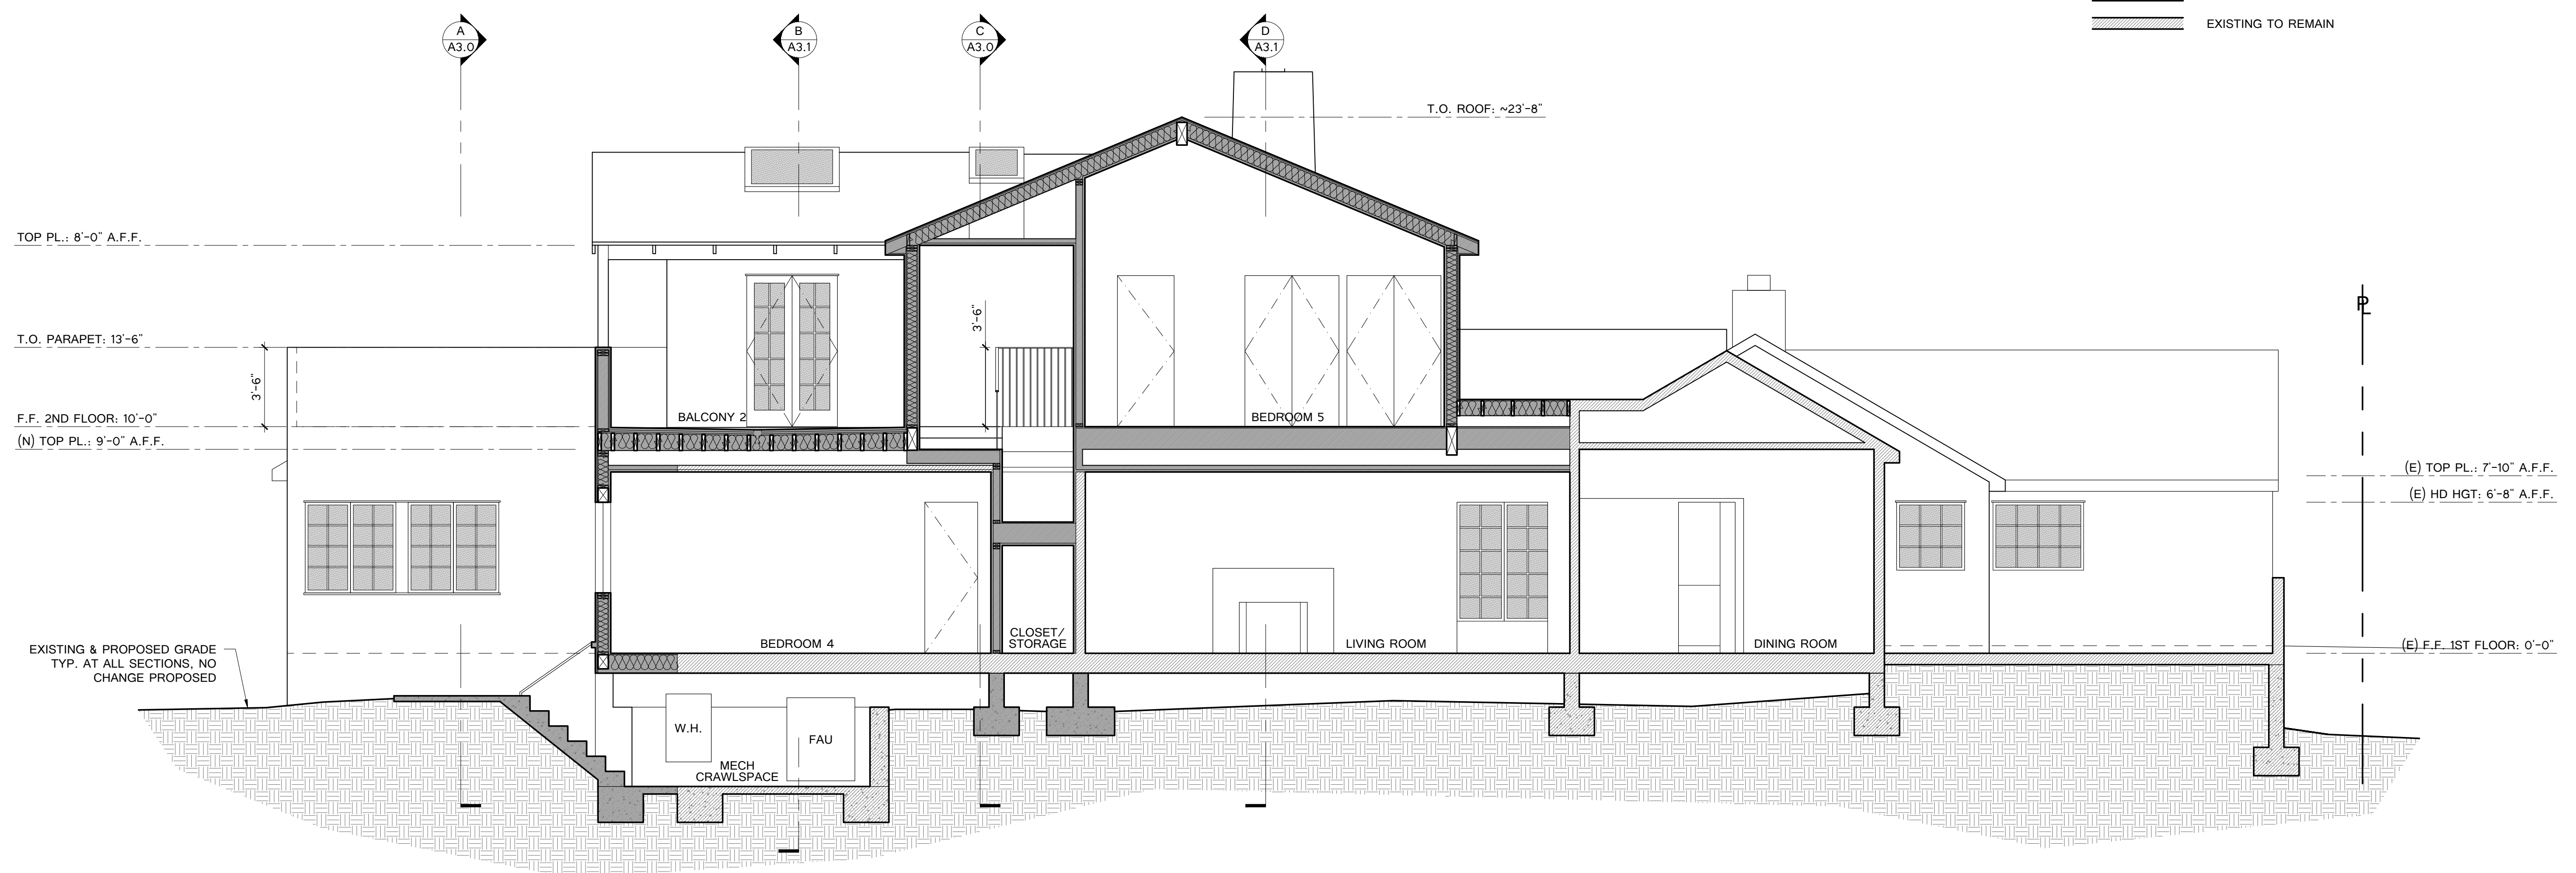 A
A3.0
B
A3.1
C
A3.0
D
A3.1
EXISTING TO REMAIN
T.O. ROOF: ~23'-8"
TOP PL.: 8'-0" A.F.F.
T.O. PARAPET: 13'-6"
3'-6"
3'-6"
F.F. 2ND FLOOR: 10'-0"
(N) TOP PL.: 9'-0" A.F.F.
BALCONY 2
BEDROOM 5
PL
(E) TOP PL.: 7'-10" A.F.F.
(E) HD HGT: 6'-8" A.F.F.
(E) F.F. 1ST FLOOR: 0'-0"
BEDROOM 4
CLOSET/
STORAGE
LIVING ROOM
DINING ROOM
EXISTING & PROPOSED GRADE
TYP. AT ALL SECTIONS, NO
CHANGE PROPOSED
W.H.
FAU
MECH
CRAWLSPACE